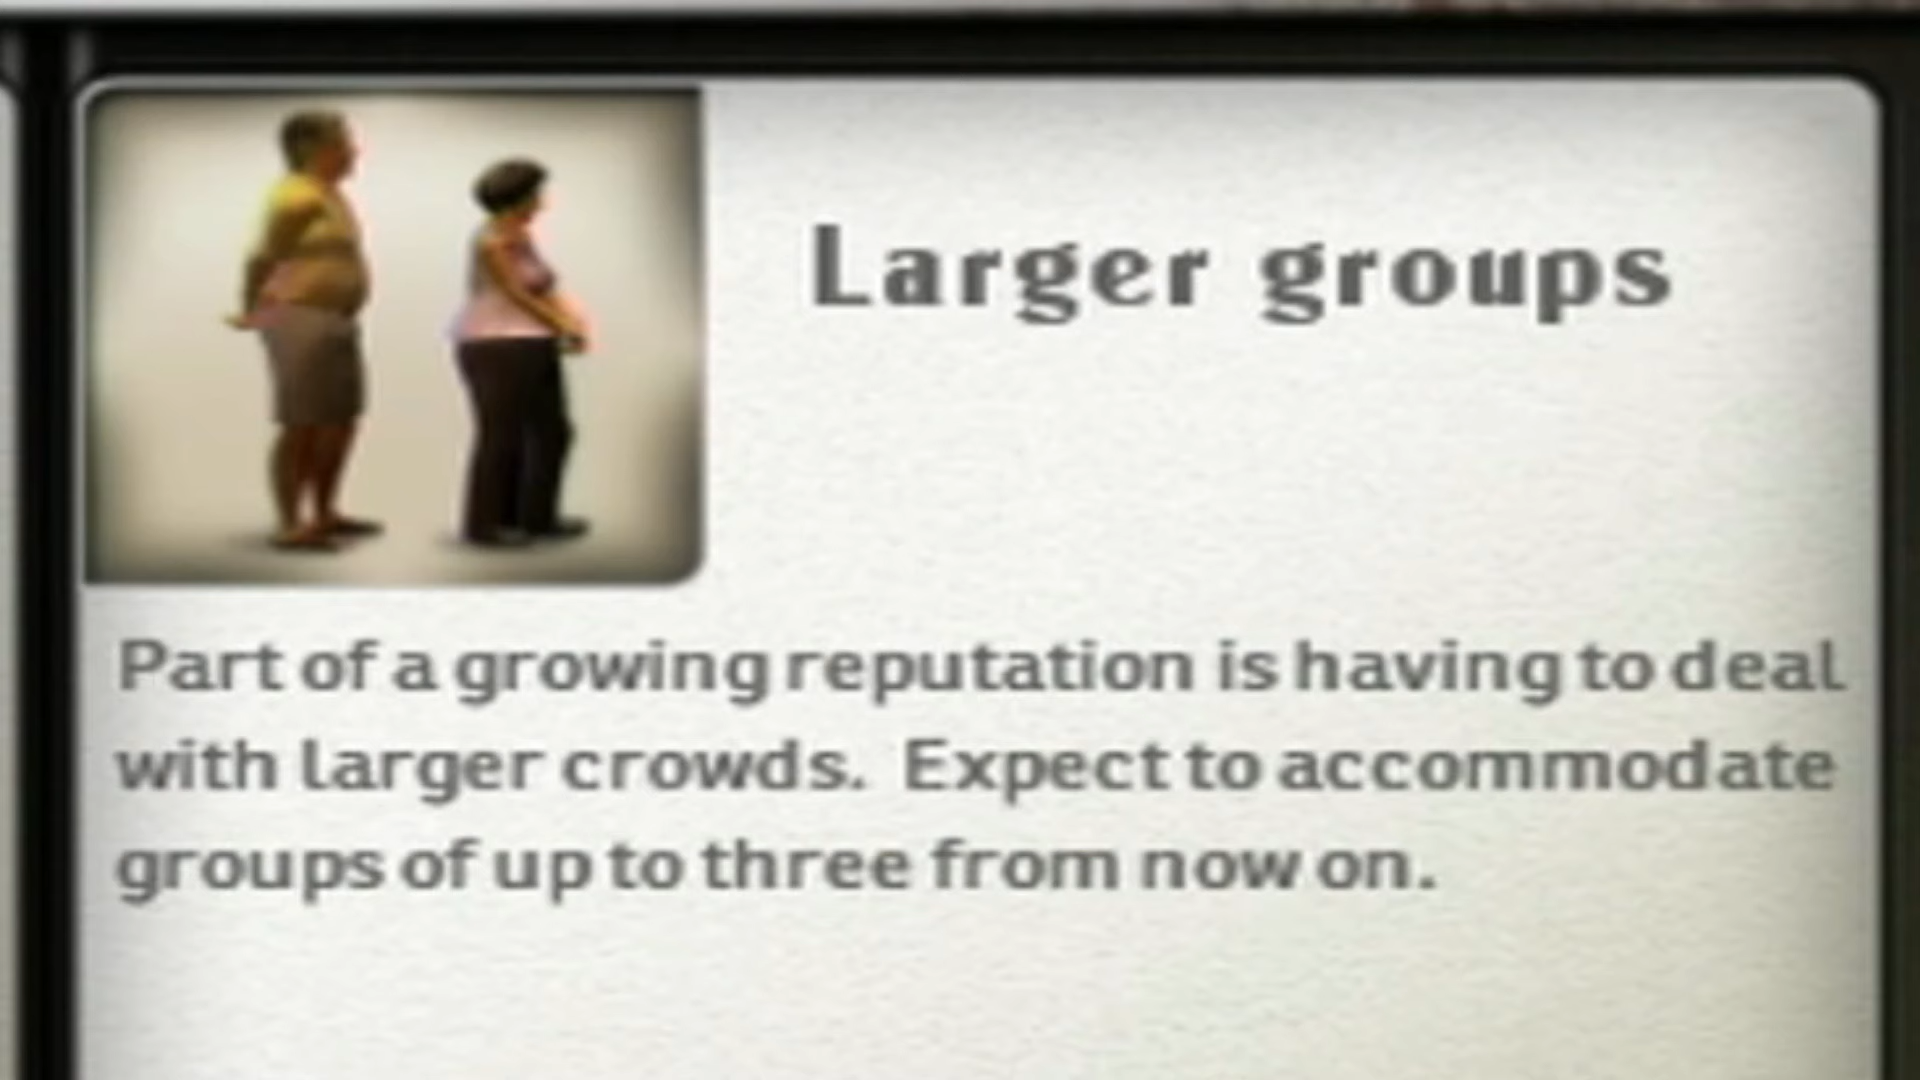 Larger groups
Part of a growing reputation is having to deal
with larger crowds. Expect to accommodate
groups of up to three from now on.